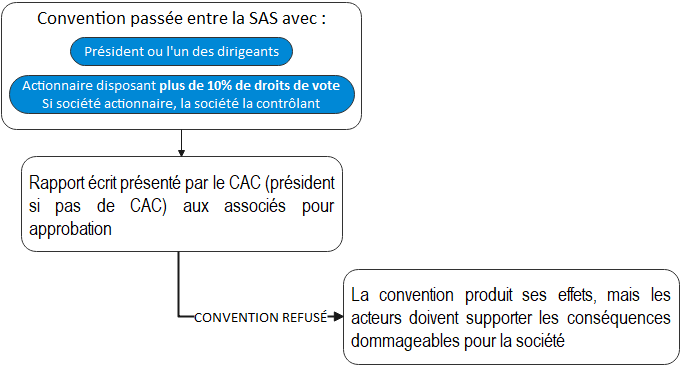 Convention passée entre la SAS avec :
Président ou l'un des dirigeants
Actionnaire disposant plus de 10% de droits de vote
Si société actionnaire, la société la contrôlant
Rapport écrit présenté par le CAC (président
si pas de CAC) aux associés pour
approbation
CONVENTION REFUSÉ
La convention produit ses effets, mais les
acteurs doivent supporter les conséquences
dommageables pour la société